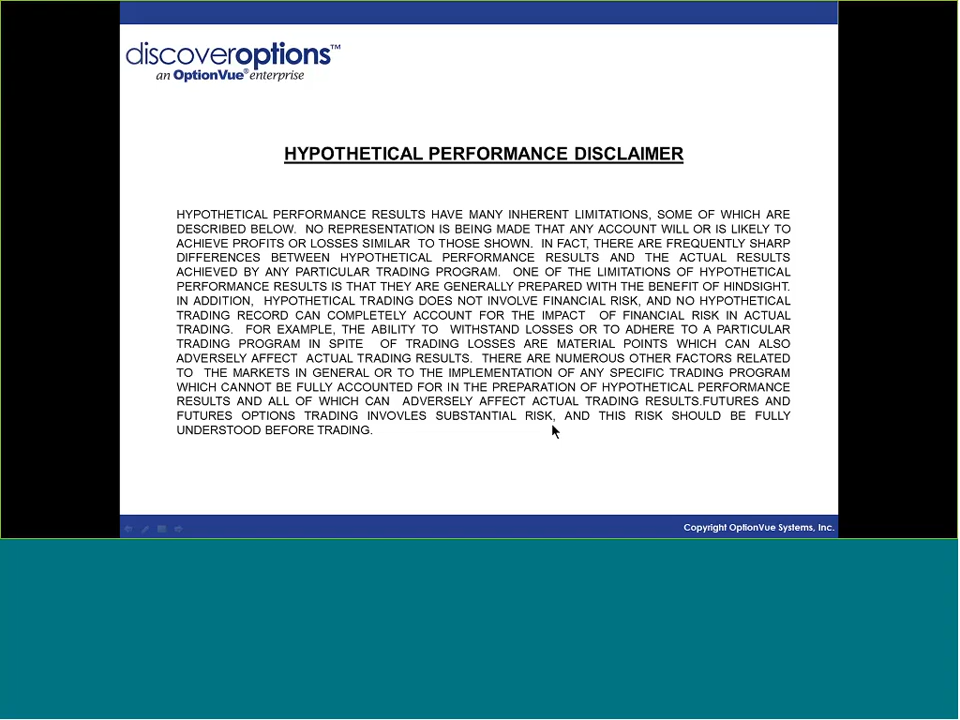 discoveroptions™
an OptionVue® enterprise
HYPOTHETICAL PERFORMANCE DISCLAIMER
HYPOTHETICAL PERFORMANCE RESULTS HAVE MANY INHERENT LIMITATIONS, SOME OF WHICH ARE
DESCRIBED BELOW. NO REPRESENTATION IS BEING MADE THAT ANY ACCOUNT WILL OR IS LIKELY TO
ACHIEVE PROFITS OR LOSSES SIMILAR TO THOSE SHOWN. IN FACT, THERE ARE FREQUENTLY SHARP
DIFFERENCES BETWEEN HYPOTHETICAL PERFORMANCE RESULTS AND THE ACTUAL RESULTS
ACHIEVED BY ANY PARTICULAR TRADING PROGRAM. ONE OF THE LIMITATIONS OF HYPOTHETICAL
PERFORMANCE RESULTS IS THAT THEY ARE GENERALLY PREPARED WITH THE BENEFIT OF HINDSIGHT.
IN ADDITION, HYPOTHETICAL TRADING DOES NOT INVOLVE FINANCIAL RISK, AND NO HYPOTHETICAL
TRADING RECORD CAN COMPLETELY ACCOUNT FOR THE IMPACT OF FINANCIAL RISK IN ACTUAL
TRADING. FOR EXAMPLE, THE ABILITY TO WITHSTAND LOSSES OR TO ADHERE TO A PARTICULAR
TRADING PROGRAM IN SPITE OF TRADING LOSSES ARE MATERIAL POINTS WHICH CAN ALSO
ADVERSELY AFFECT ACTUAL TRADING RESULTS. THERE ARE NUMEROUS OTHER FACTORS RELATED
TO THE MARKETS IN GENERAL OR TO THE IMPLEMENTATION OF ANY SPECIFIC TRADING PROGRAM
WHICH CANNOT BE FULLY ACCOUNTED FOR IN THE PREPARATION OF HYPOTHETICAL PERFORMANCE
RESULTS AND ALL OF WHICH CAN ADVERSELY AFFECT ACTUAL TRADING RESULTS.FUTURES AND
FUTURES OPTIONS TRADING INVOVLES SUBSTANTIAL RISK, AND THIS RISK SHOULD BE FULLY
UNDERSTOOD BEFORE TRADING.
Copyright OptionVue Systems, Inc.